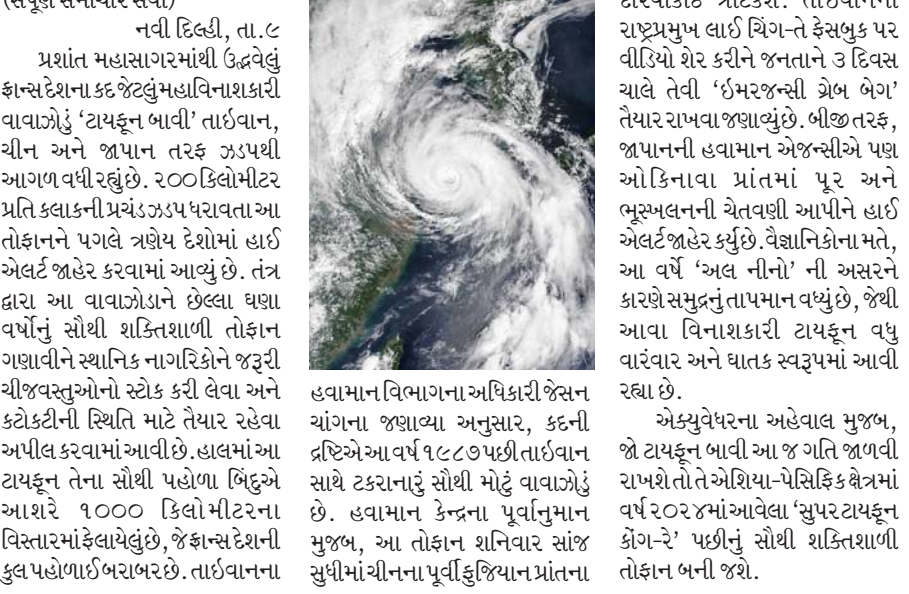 (સંપૂર્ણ સમાચાર સેવા)
નવી દિલ્હી, તા.૯
પ્રશાંત મહાસાગરમાંથી ઉદ્ભવેલું
ફ્રાન્સ દેશના કદ જેટલું મહાવિનાશકારી
વાવાઝોડું ‘ટાયફૂન બાવી’ તાઇવાન,
ચીન અને જાપાન તરફ ઝડપથી
આગળ વધી રહ્યું છે. ૨૦૦ કિલોમીટર
પ્રતિ કલાકની પ્રચંડ ઝડપ ધરાવતા આ
તોફાનને પગલે ત્રણેય દેશોમાં હાઈ
એલર્ટ જાહેર કરવામાં આવ્યું છે. તંત્ર
દ્વારા આ વાવાઝોડાને છેલ્લા ઘણા
વર્ષોનું સૌથી શક્તિશાળી તોફાન
ગણાવીને સ્થાનિક નાગરિકોને જરૂરી
ચીજવસ્તુઓનો સ્ટોક કરી લેવા અને
કટોકટીની સ્થિતિ માટે તૈયાર રહેવા
અપીલ કરવામાં આવી છે. હાલમાં આ
ટાયફૂન તેના સૌથી પહોળા બિંદુએ
આશરે ૧૦૦૦ કિલોમીટરના
વિસ્તારમાં ફેલાયેલું છે, જે ફ્રાન્સ દેશની
કુલ પહોળાઈ બરાબર છે. તાઇવાનના
હવામાન વિભાગના અધિકારી જેસન
ચાંગના જણાવ્યા અનુસાર, કદની
દ્રષ્ટિએ આ વર્ષ ૧૯૮૭ પછી તાઇવાન
સાથે ટકરાનારું સૌથી મોટું વાવાઝોડું
છે. હવામાન કેન્દ્રના પૂર્વાનુમાન
મુજબ, આ તોફાન શનિવાર સાંજ
સુધીમાં ચીનના પૂર્વી ફુજિયાન પ્રાંતના
તાઇવાનના
રાષ્ટ્રપ્રમુખ લાઈ ચિંગ-તે ફેસબુક પર
વીડિયો શેર કરીને જનતાને ૩ દિવસ
ચાલે તેવી ‘ઇમરજન્સી ગ્રેબ બેગ’
તૈયાર રાખવા જણાવ્યું છે. બીજી તરફ,
જાપાનની હવામાન એજન્સીએ પણ
ઓકિનાવા પ્રાંતમાં પૂર અને
ભૂસ્ખલનની ચેતવણી આપીને હાઈ
એલર્ટ જાહેર કર્યું છે. વૈજ્ઞાનિકોના મતે,
આ વર્ષે ‘અલ નીનો’ ની અસરને
કારણે સમુદ્રનું તાપમાન વધ્યું છે, જેથી
આવા વિનાશકારી ટાયફૂન વધુ
વારંવાર અને ઘાતક સ્વરૂપમાં આવી
રહ્યા છે.
એક્યુવેધરના અહેવાલ મુજબ,
જો ટાયફૂન બાવી આ જ ગતિ જાળવી
રાખશે તો તે એશિયા-પેસિફિક ક્ષેત્રમાં
વર્ષ ૨૦૨૪માં આવેલા ‘સુપર ટાયફૂન
કોંગ-રે’ પછીનું સૌથી શક્તિશાળી
તોફાન બની જશે.